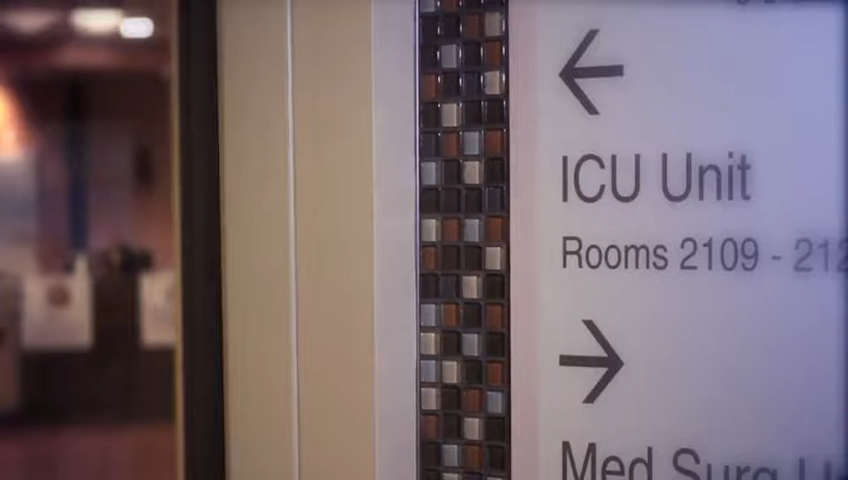 ←
ICU Unit
Rooms 2109 - 212
→
Med Surg